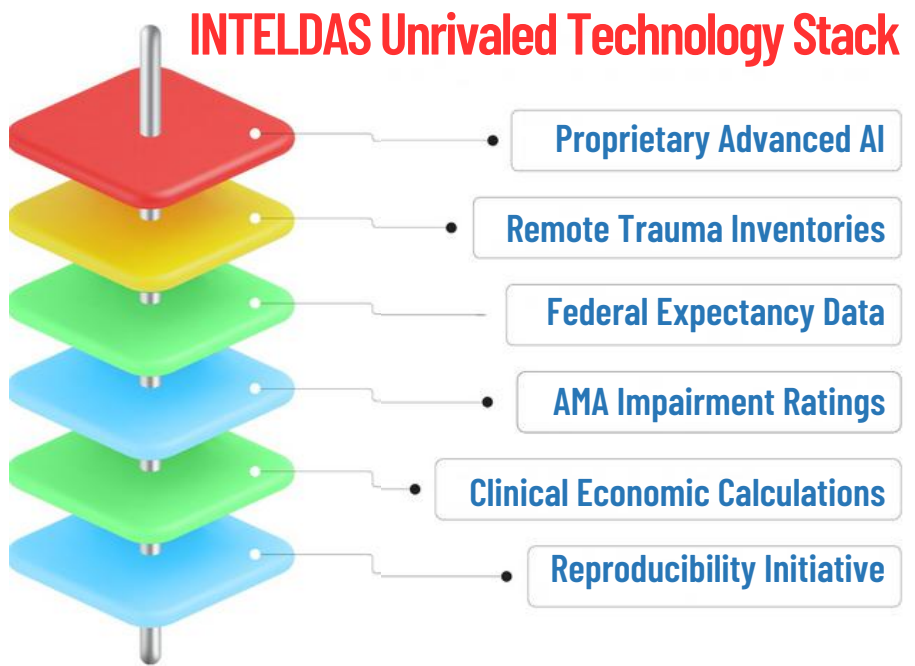 INTELDAS Unrivaled Technology Stack
Proprietary Advanced AI
Remote Trauma Inventories
Federal Expectancy Data
AMA Impairment Ratings
Clinical Economic Calculations
Reproducibility Initiative